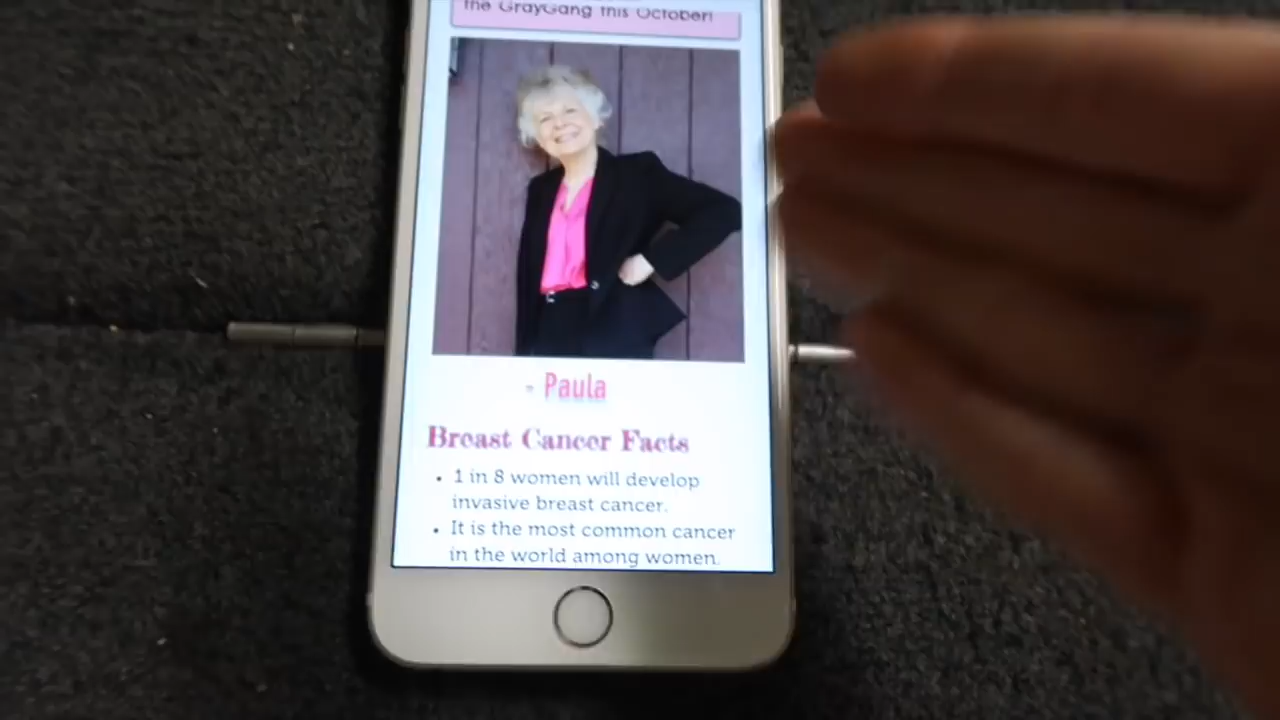 the GrayGang this October!
- Paula
Breast Cancer Facts
• 1 in 8 women will develop
invasive breast cancer.
• It is the most common cancer
in the world among women.